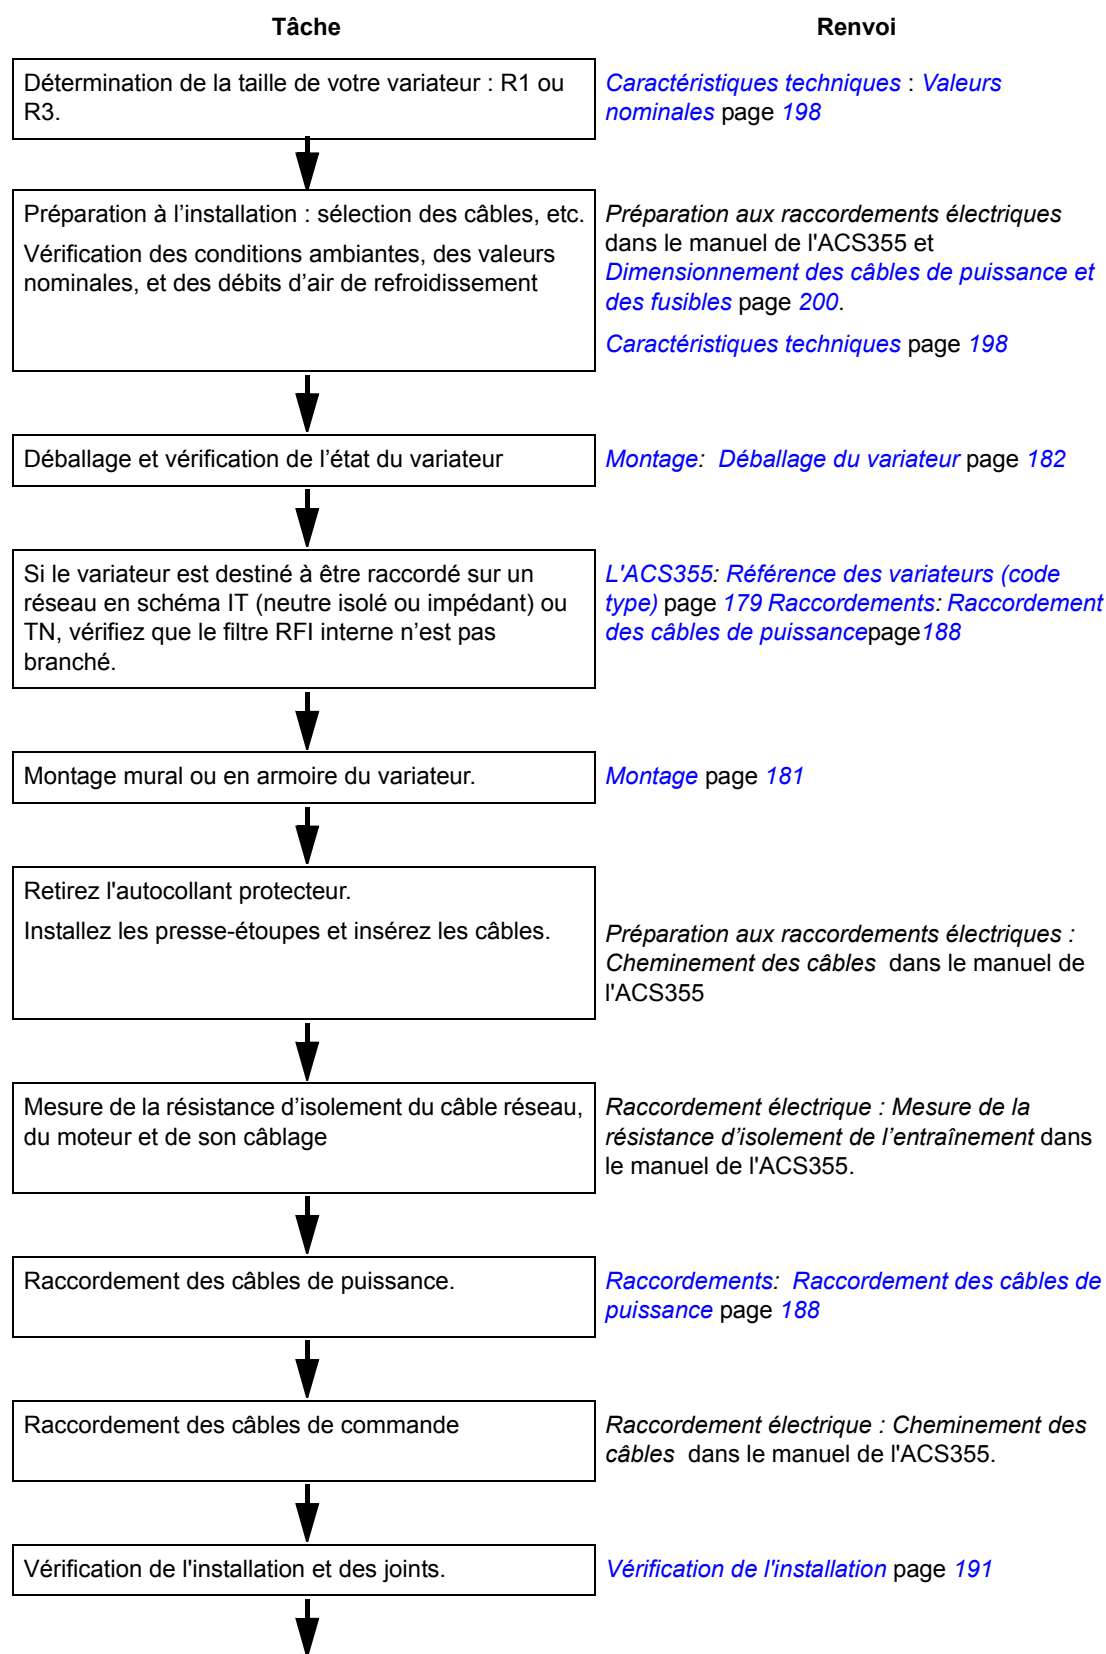 Tâche
Renvoi
Détermination de la taille de votre variateur : R1 ou
R3.
Caractéristiques techniques : Valeurs
nominales page 198
Préparation à l’installation : sélection des câbles, etc.
Vérification des conditions ambiantes, des valeurs
nominales, et des débits d’air de refroidissement
Préparation aux raccordements électriques
dans le manuel de l'ACS355 et
Dimensionnement des câbles de puissance et
des fusibles page 200.
Caractéristiques techniques page 198
Déballage et vérification de l’état du variateur
Montage: Déballage du variateur page 182
Si le variateur est destiné à être raccordé sur un
réseau en schéma IT (neutre isolé ou impédant) ou
TN, vérifiez que le filtre RFI interne n’est pas
branché.
L'ACS355: Référence des variateurs (code
type) page 179 Raccordements: Raccordement
des câbles de puissancepage188
Montage mural ou en armoire du variateur.
Montage page 181
Retirez l'autocollant protecteur.
Installez les presse-étoupes et insérez les câbles.
Préparation aux raccordements électriques :
Cheminement des câbles dans le manuel de
l'ACS355
Mesure de la résistance d’isolement du câble réseau,
du moteur et de son câblage
Raccordement électrique : Mesure de la
résistance d’isolement de l’entraînement dans
le manuel de l'ACS355.
Raccordement des câbles de puissance.
Raccordements: Raccordement des câbles de
puissance page 188
Raccordement des câbles de commande
Raccordement électrique : Cheminement des
câbles dans le manuel de l'ACS355.
Vérification de l'installation et des joints.
Vérification de l'installation page 191